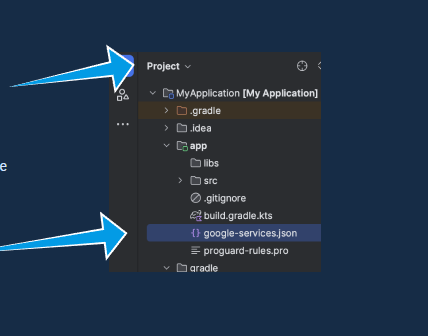 Project
MyApplication [My Application]
.gradle
.idea
app
libs
src
.gitignore
build.gradle.kts
e
{} google-services.json
proguard-rules.pro
gradle